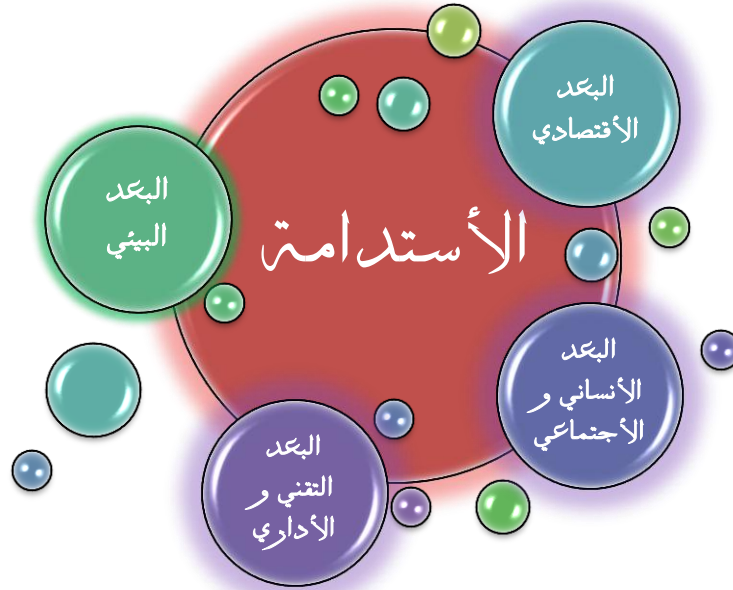 الأستدامة
البعد
الأقتصادي
البعد
الأنساني و
الأجتماعي
البعد
التقني و
الأداري
البعد
البيئي